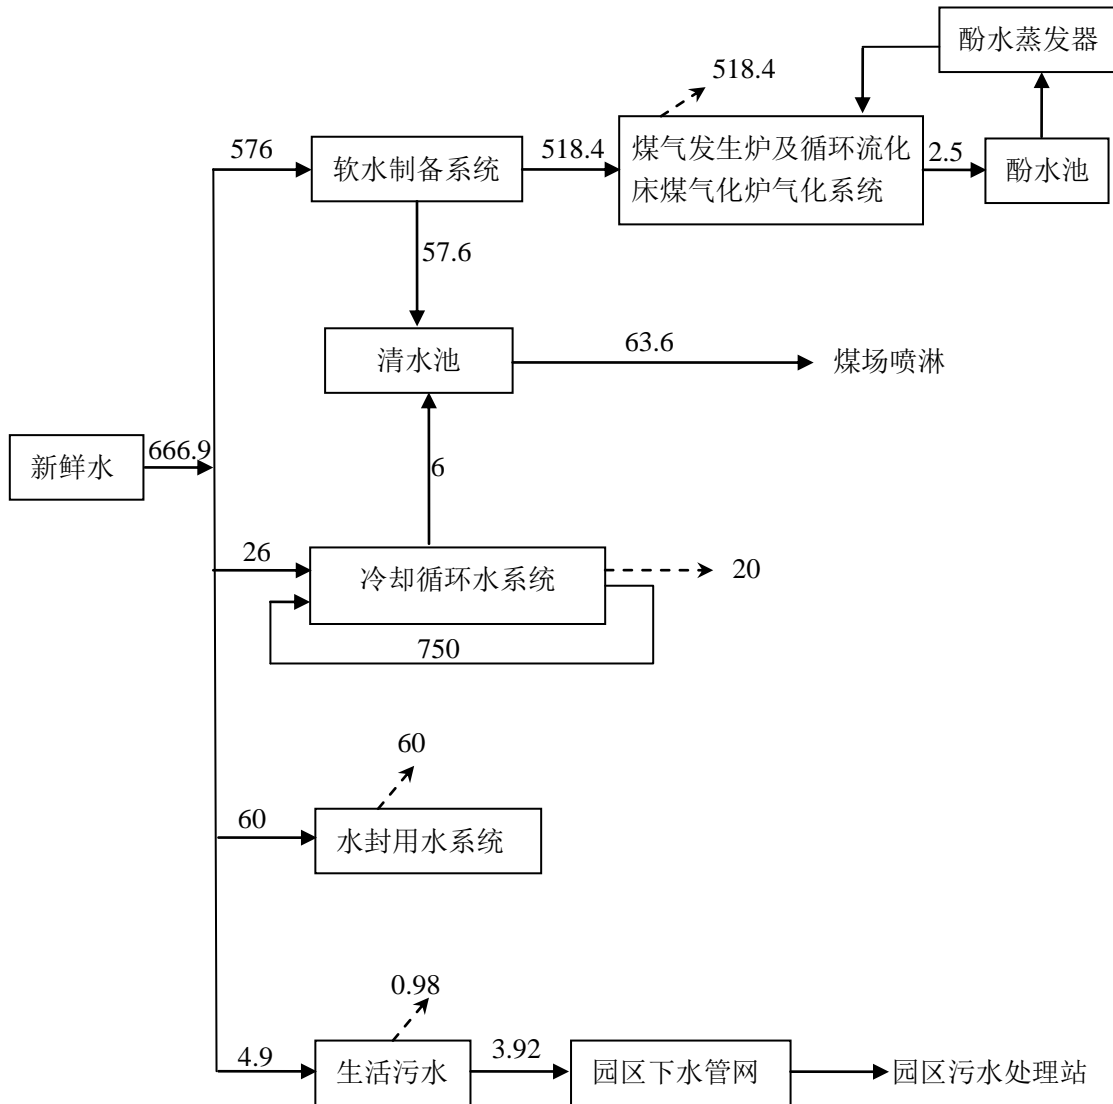 酚水蒸发器
518.4
576
软水制备系统
518.4
煤气发生炉及循环流化
床煤气化炉气化系统
2.5
酚水池
57.6
清水池
63.6
煤场喷淋
新鲜水
666.9
6
26
冷却循环水系统
20
750
60
60
水封用水系统
0.98
4.9
生活污水
3.92
园区下水管网
园区污水处理站